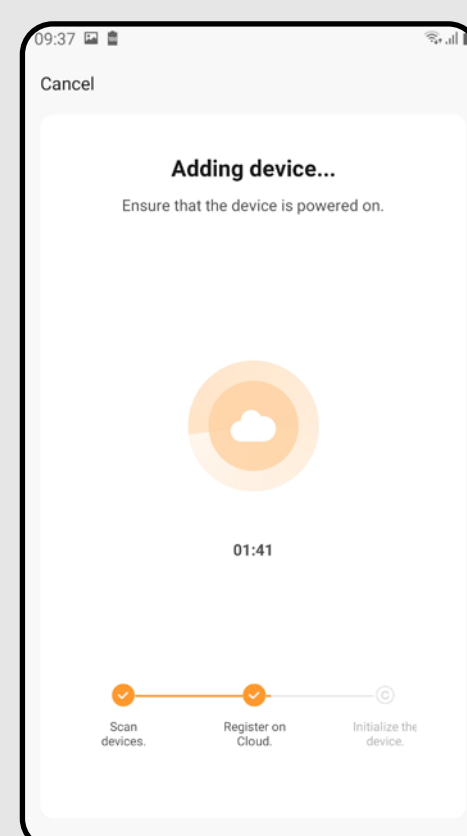 09:37
Cancel
Adding device...
Ensure that the device is powered on.
01:41
Scan
devices.
Register on
Cloud.
Initialize the
device.